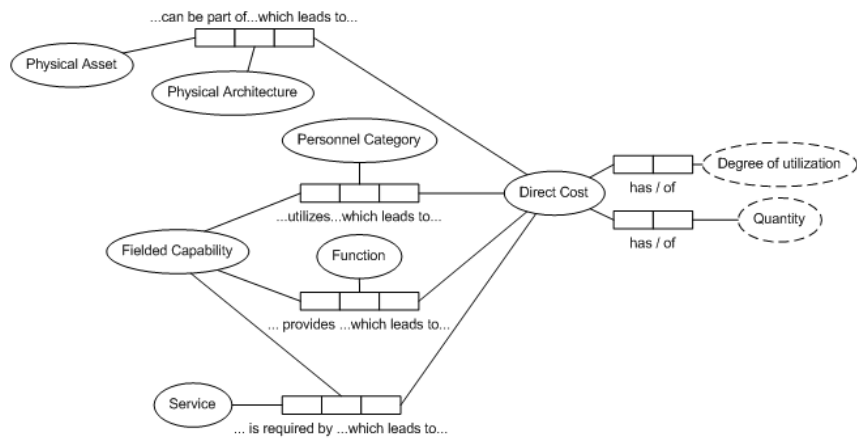 ...can be part of...which leads to...
Physical Asset
Physical Architecture
Personnel Category
Degree of utilization
has / of
Direct Cost
...utilizes...which leads to...
Quantity
has / of
Fielded Capability
Function
... provides ...which leads to...
Service
... is required by ...which leads to...